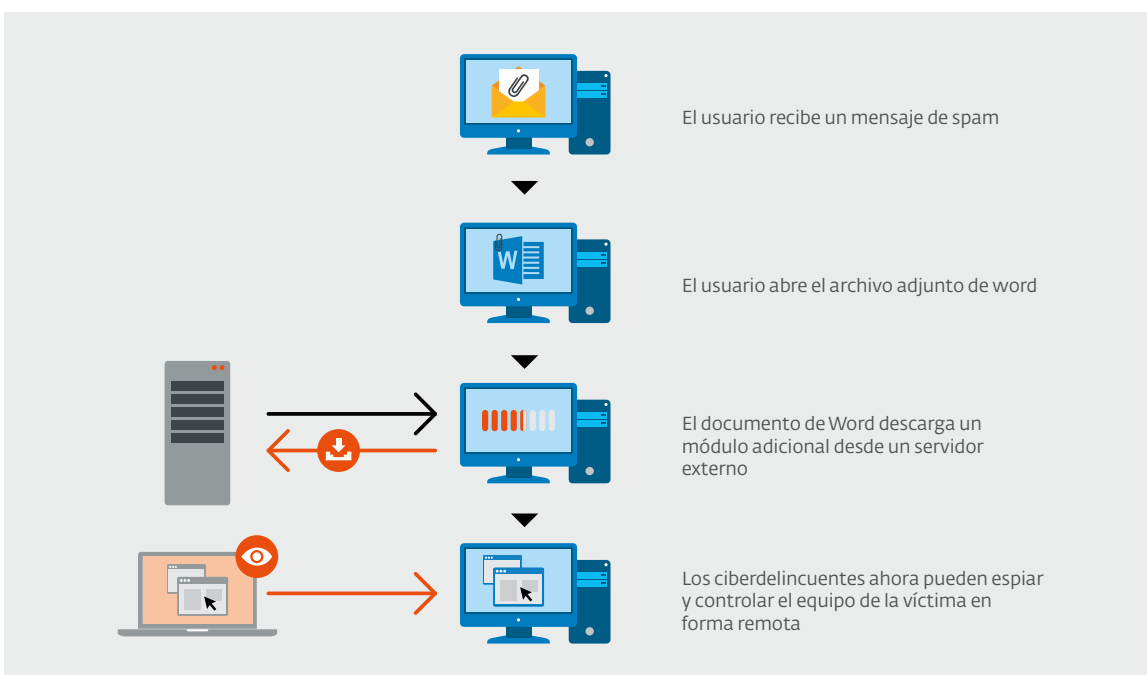 El usuario recibe un mensaje de spam
W
El usuario abre el archivo adjunto de word
El documento de Word descarga un
módulo adicional desde un servidor
externo
Los ciberdelincuentes ahora pueden espiar
y controlar el equipo de la víctima en
forma remota